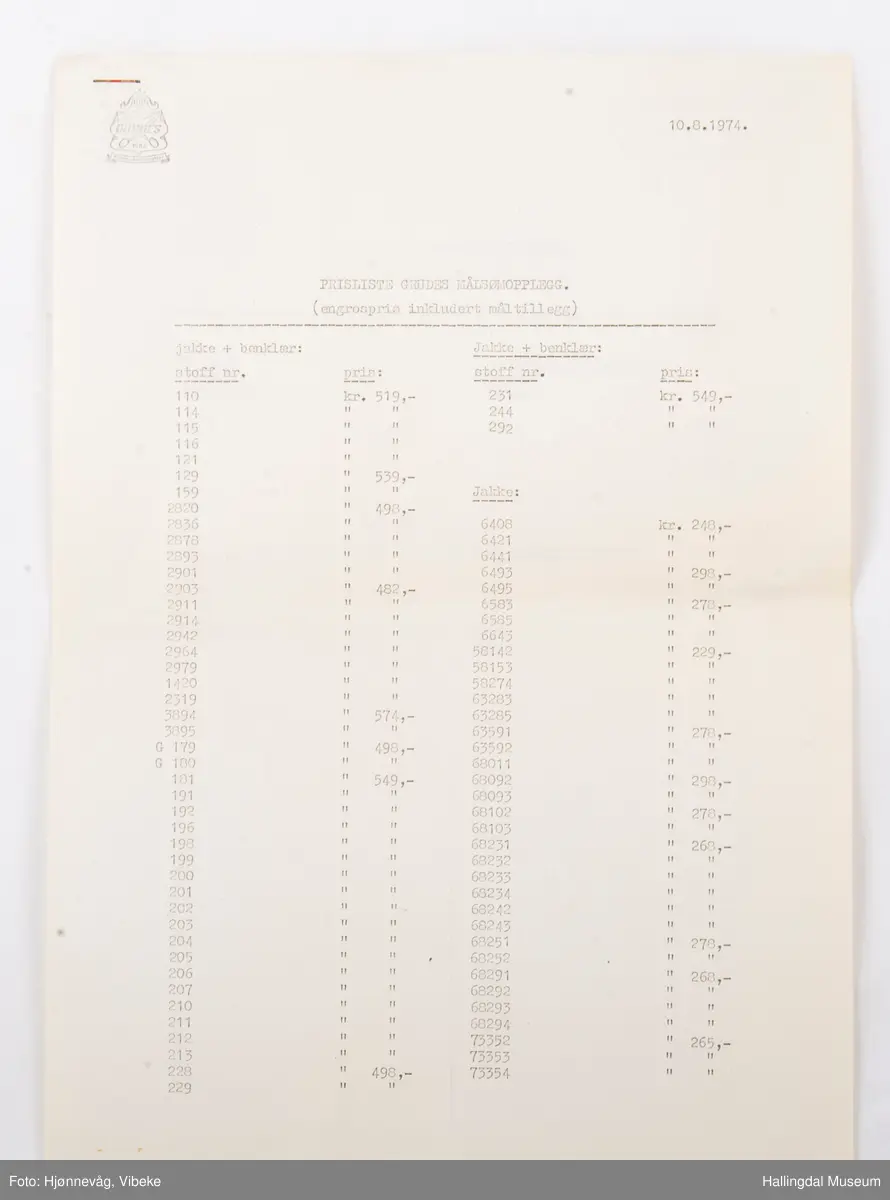 10.8.1974.
PRISLISTE GRUDES MÅLSØMOPPLEGG.
(engrospris inkludert måltillegg)
jakke + benklær:
stoff nr. pris:
110 kr. 519,-
114 " "
115 " "
116 " "
121 " "
129 " 539,-
159 " "
2820 " 498,-
2836 " "
2878 " "
2893 " "
2901 " "
2903 " 482,-
2911 " "
2914 " "
2942 " "
2964 " "
2979 " "
1420 " "
2319 " "
3894 " 574,-
3895 " "
G 179 " 498,-
G 180 " "
181 " 549,-
191 " "
192 " "
196 " "
198 " "
199 " "
200 " "
201 " "
202 " "
203 " "
204 " "
205 " "
206 " "
207 " "
210 " "
211 " "
212 " "
213 " "
228 " 498,-
229 " "
Jakke + benklær:
stoff nr. pris:
231 kr. 549,-
244 " "
292 " "
Jakke:
6408 kr. 248,-
6421 " "
6441 " "
6493 " 298,-
6495 " "
6583 " 278,-
6585 " "
6643 " "
58142 " 229,-
58153 " "
58274 " "
63283 " "
63285 " "
63591 " 278,-
63592 " "
68011 " "
68092 " 298,-
68093 " "
68102 " 278,-
68103 " "
68231 " 268,-
68232 " "
68233 " "
68234 " "
68242 " "
68243 " "
68251 " 278,-
68252 " "
68291 " 268,-
68292 " "
68293 " "
68294 " "
73352 " 265,-
73353 " "
73354 " "
Foto: Hjønnevåg, Vibeke
Hallingdal Museum